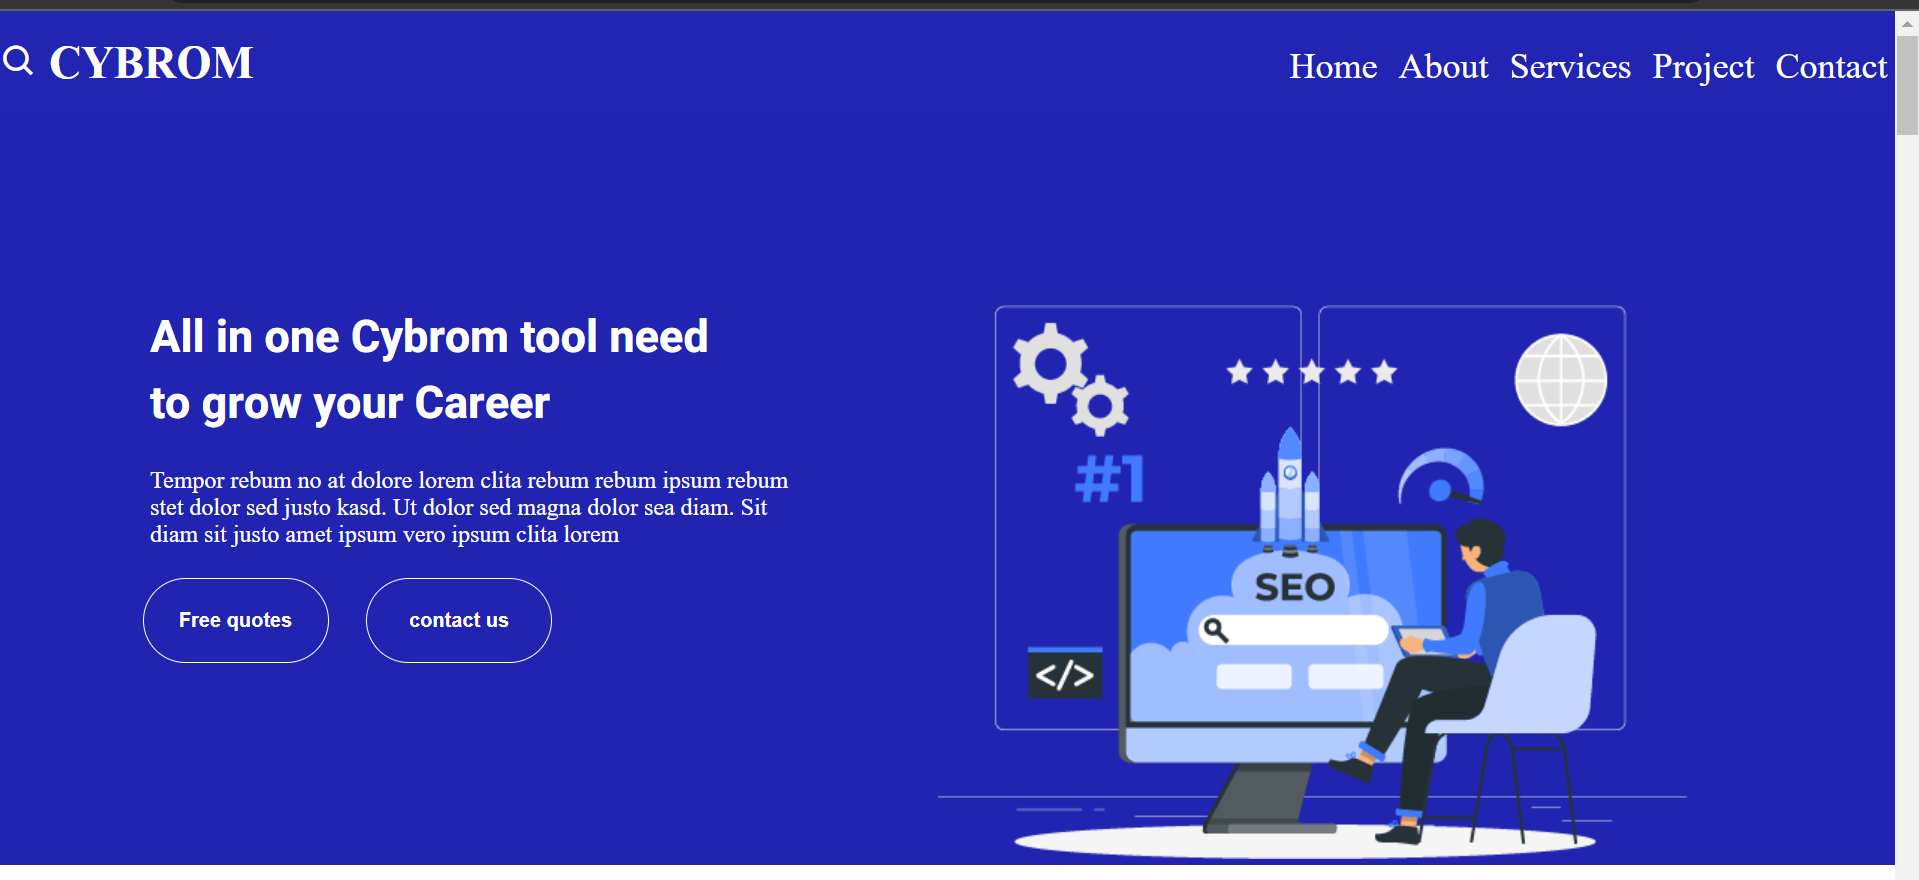 CYBROM
Home About Services Project Contact
All in one Cybrom tool need
to grow your Career
Tempor rebum no at dolore lorem clita rebum rebum ipsum rebum
stet dolor sed justo kasd. Ut dolor sed magna dolor sea diam. Sit
diam sit justo amet ipsum vero ipsum clita lorem
Free quotes contact us
#1
SEO
</>